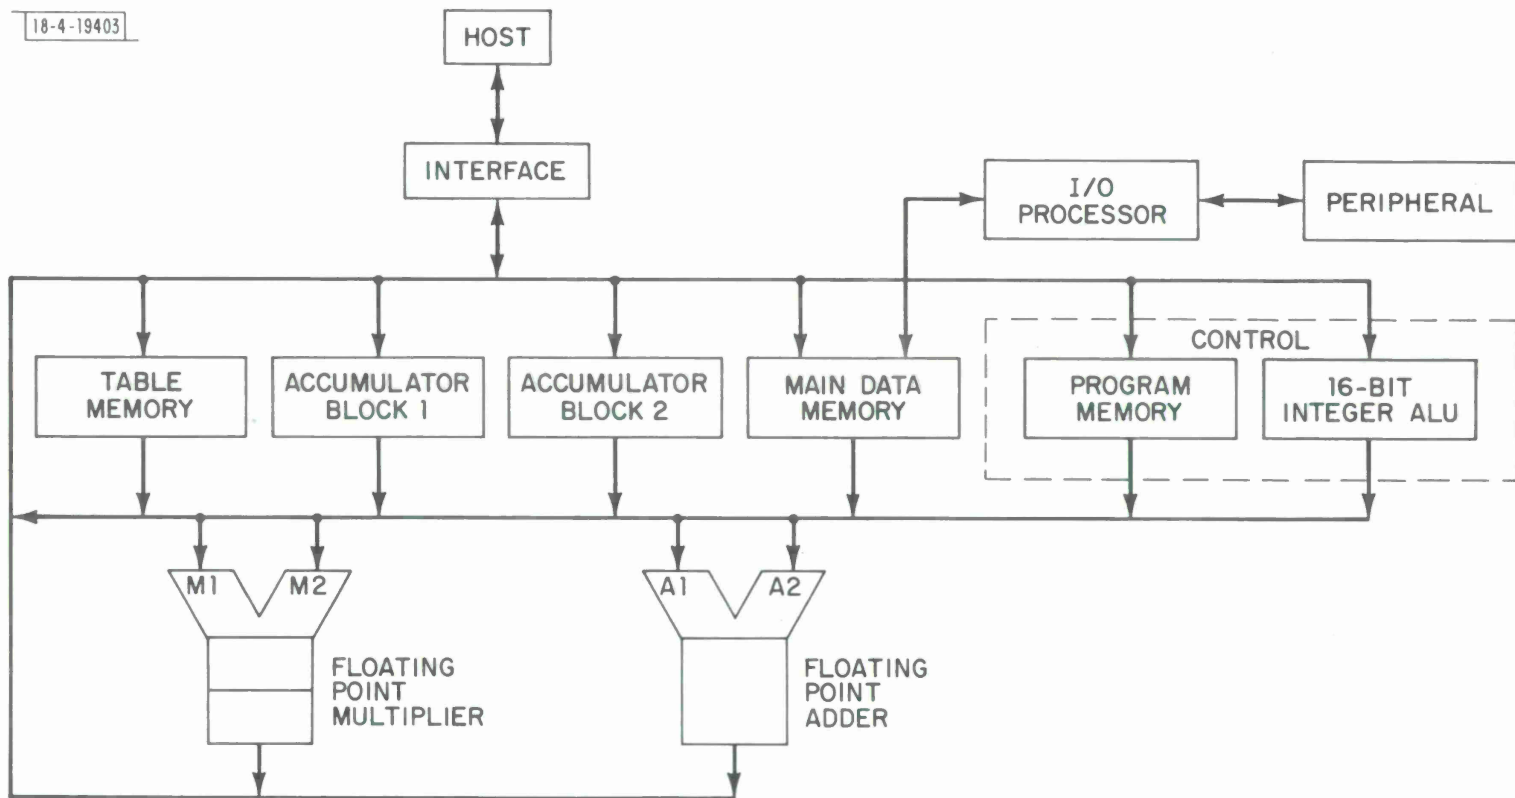 18-4-19403
HOST
INTERFACE
I/O
PROCESSOR
PERIPHERAL
CONTROL
TABLE
MEMORY
ACCUMULATOR
BLOCK 1
ACCUMULATOR
BLOCK 2
MAIN DATA
MEMORY
PROGRAM
MEMORY
16-BIT
INTEGER ALU
M1
M2
A1
A2
FLOATING
POINT
MULTIPLIER
FLOATING
POINT
ADDER